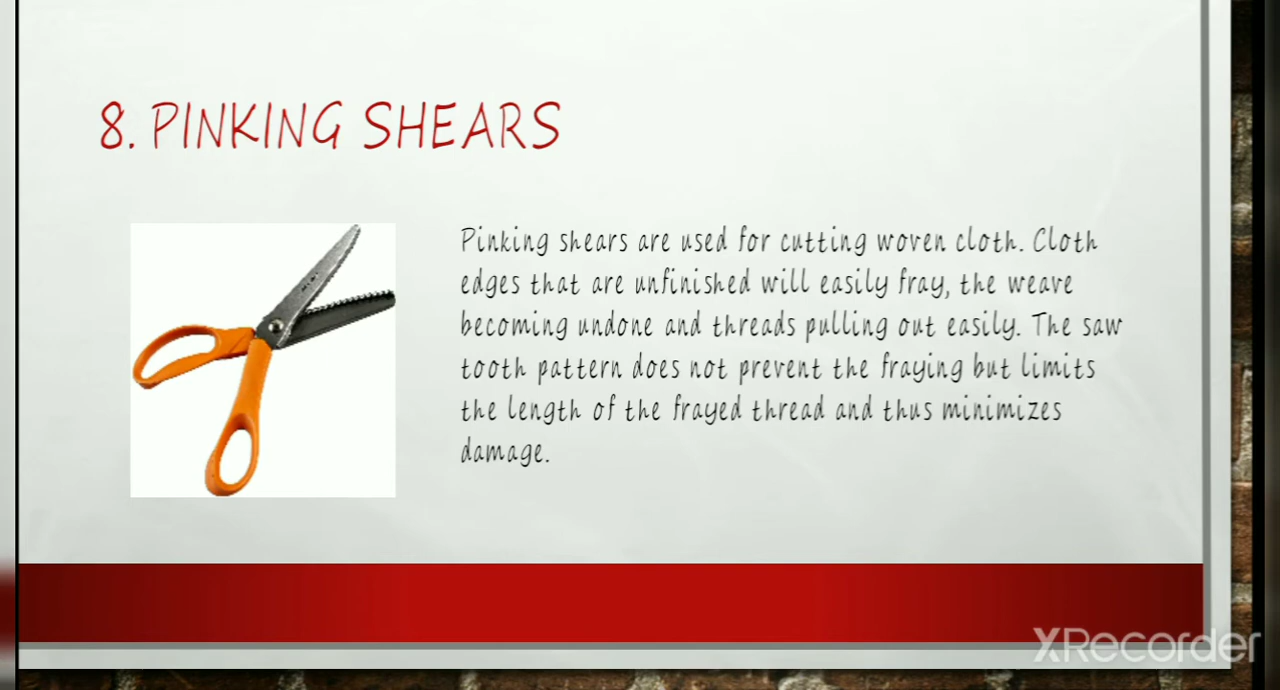 8. PINKING SHEARS
Pinking shears are used for cutting woven cloth. Cloth
edges that are unfinished will easily fray, the weave
becoming undone and threads pulling out easily. The saw
tooth pattern does not prevent the fraying but limits
the length of the frayed thread and thus minimizes
damage.
XRecorder